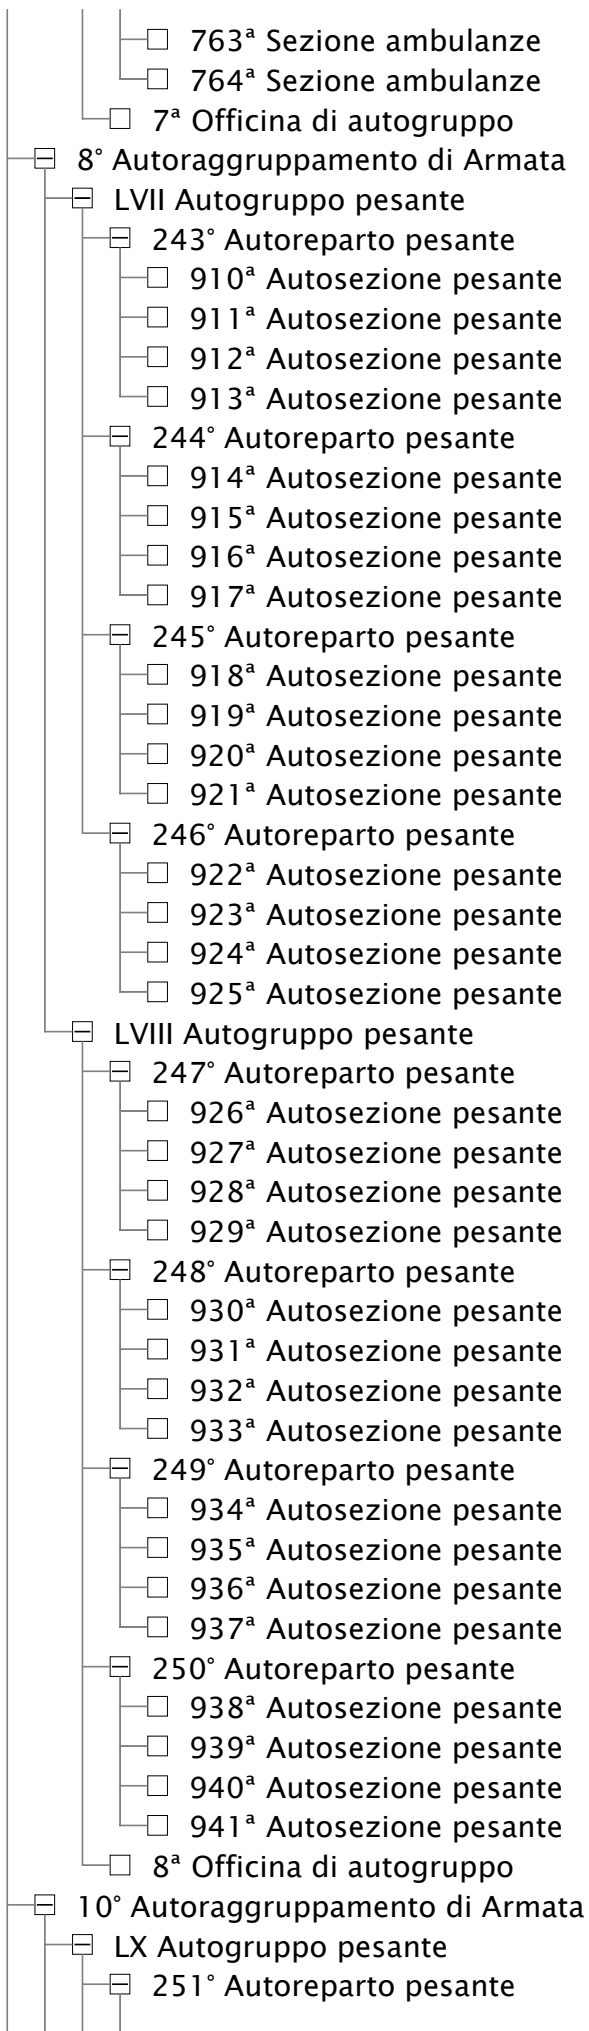 763ª Sezione ambulanze
764ª Sezione ambulanze
7ª Officina di autogruppo
8° Autoraggruppamento di Armata
LVII Autogruppo pesante
243° Autoreparto pesante
910ª Autosezione pesante
911ª Autosezione pesante
912ª Autosezione pesante
913ª Autosezione pesante
244° Autoreparto pesante
914ª Autosezione pesante
915ª Autosezione pesante
916ª Autosezione pesante
917ª Autosezione pesante
245° Autoreparto pesante
918ª Autosezione pesante
919ª Autosezione pesante
920ª Autosezione pesante
921ª Autosezione pesante
246° Autoreparto pesante
922ª Autosezione pesante
923ª Autosezione pesante
924ª Autosezione pesante
925ª Autosezione pesante
LVIII Autogruppo pesante
247° Autoreparto pesante
926ª Autosezione pesante
927ª Autosezione pesante
928ª Autosezione pesante
929ª Autosezione pesante
248° Autoreparto pesante
930ª Autosezione pesante
931ª Autosezione pesante
932ª Autosezione pesante
933ª Autosezione pesante
249° Autoreparto pesante
934ª Autosezione pesante
935ª Autosezione pesante
936ª Autosezione pesante
937ª Autosezione pesante
250° Autoreparto pesante
938ª Autosezione pesante
939ª Autosezione pesante
940ª Autosezione pesante
941ª Autosezione pesante
8ª Officina di autogruppo
10° Autoraggruppamento di Armata
LX Autogruppo pesante
251° Autoreparto pesante